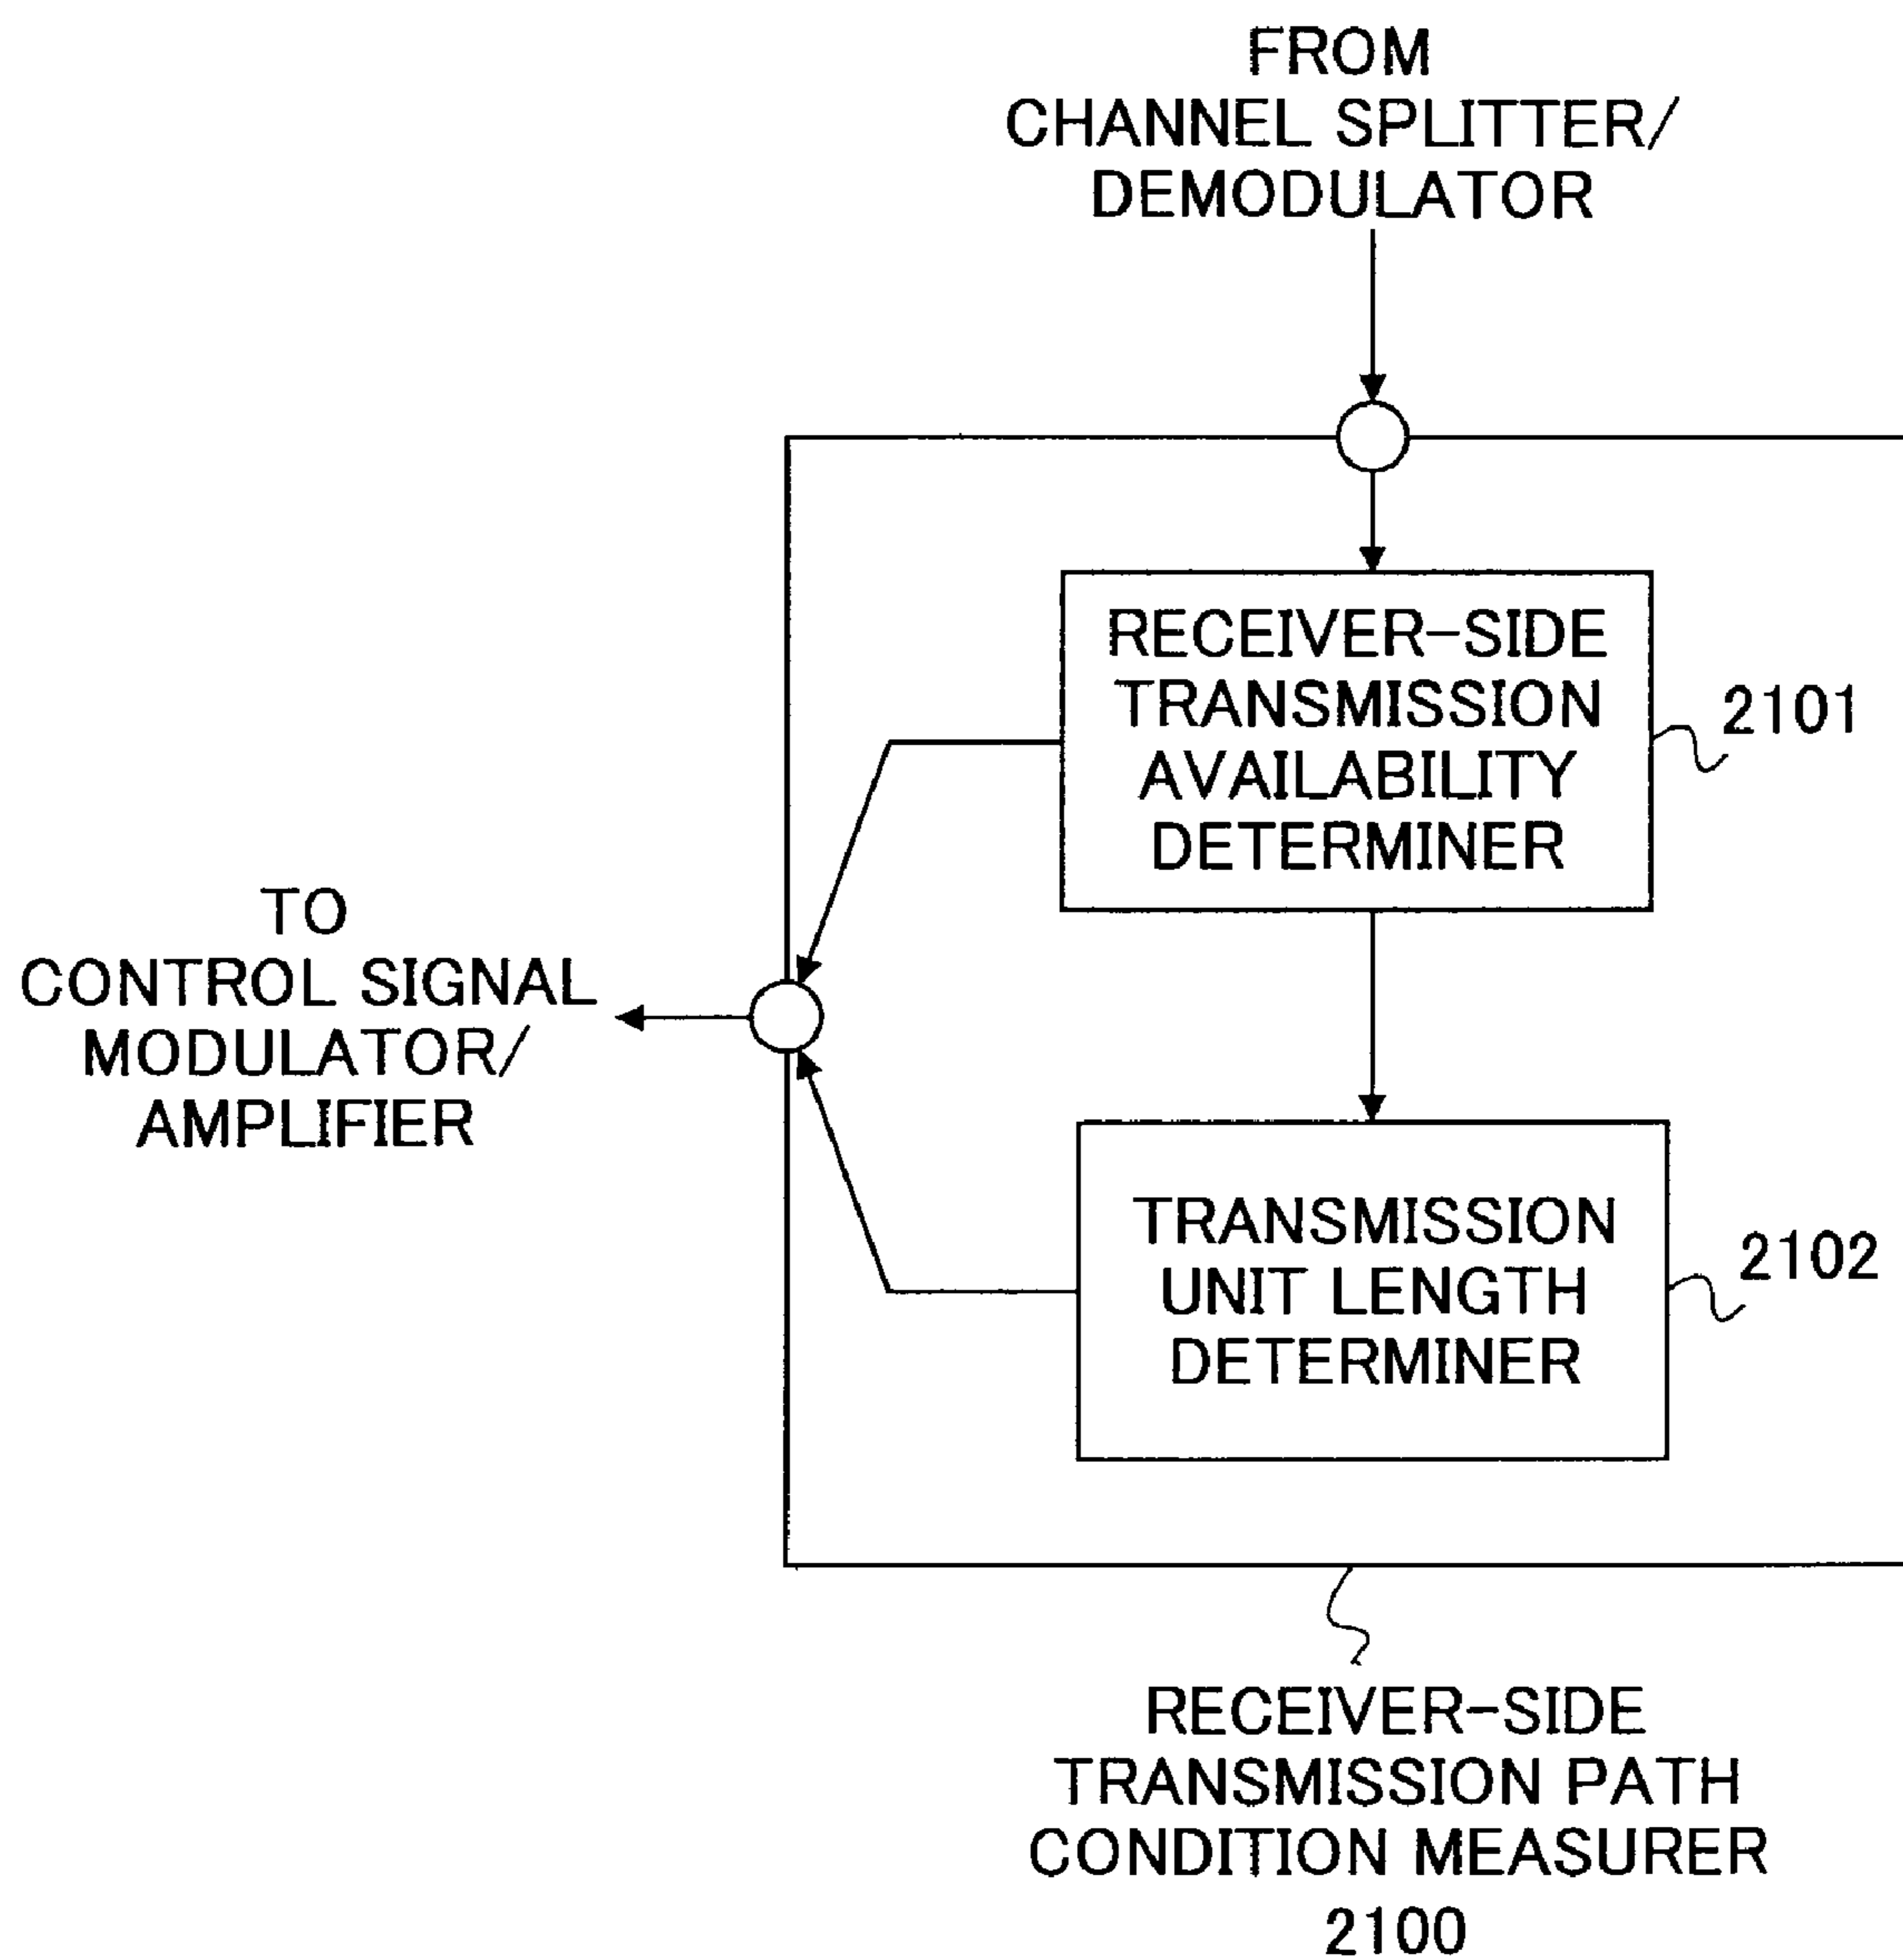 FROM
CHANNEL SPLITTER/
DEMODULATOR
RECEIVER-SIDE
TRANSMISSION
AVAILABILITY
DETERMINER
2101
TO
CONTROL SIGNAL
MODULATOR/
AMPLIFIER
TRANSMISSION
UNIT LENGTH
DETERMINER
2102
RECEIVER-SIDE
TRANSMISSION PATH
CONDITION MEASURER
2100